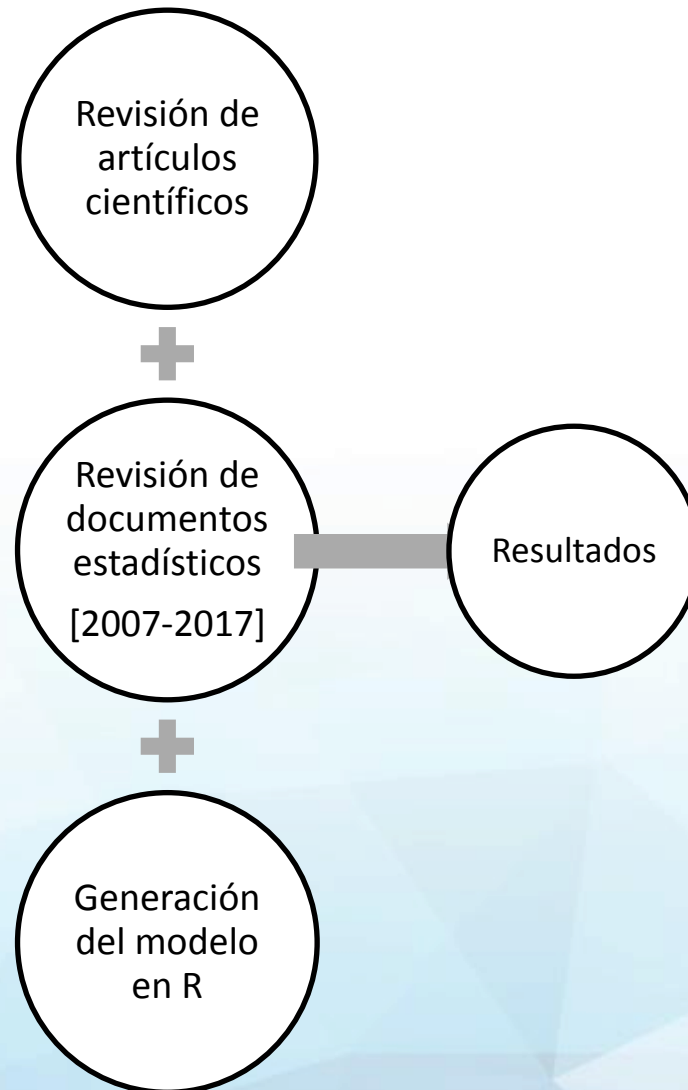 Revisión de
artículos
científicos
Revisión de
documentos
estadísticos
[2007-2017]
Resultados
Generación
del modelo
en R